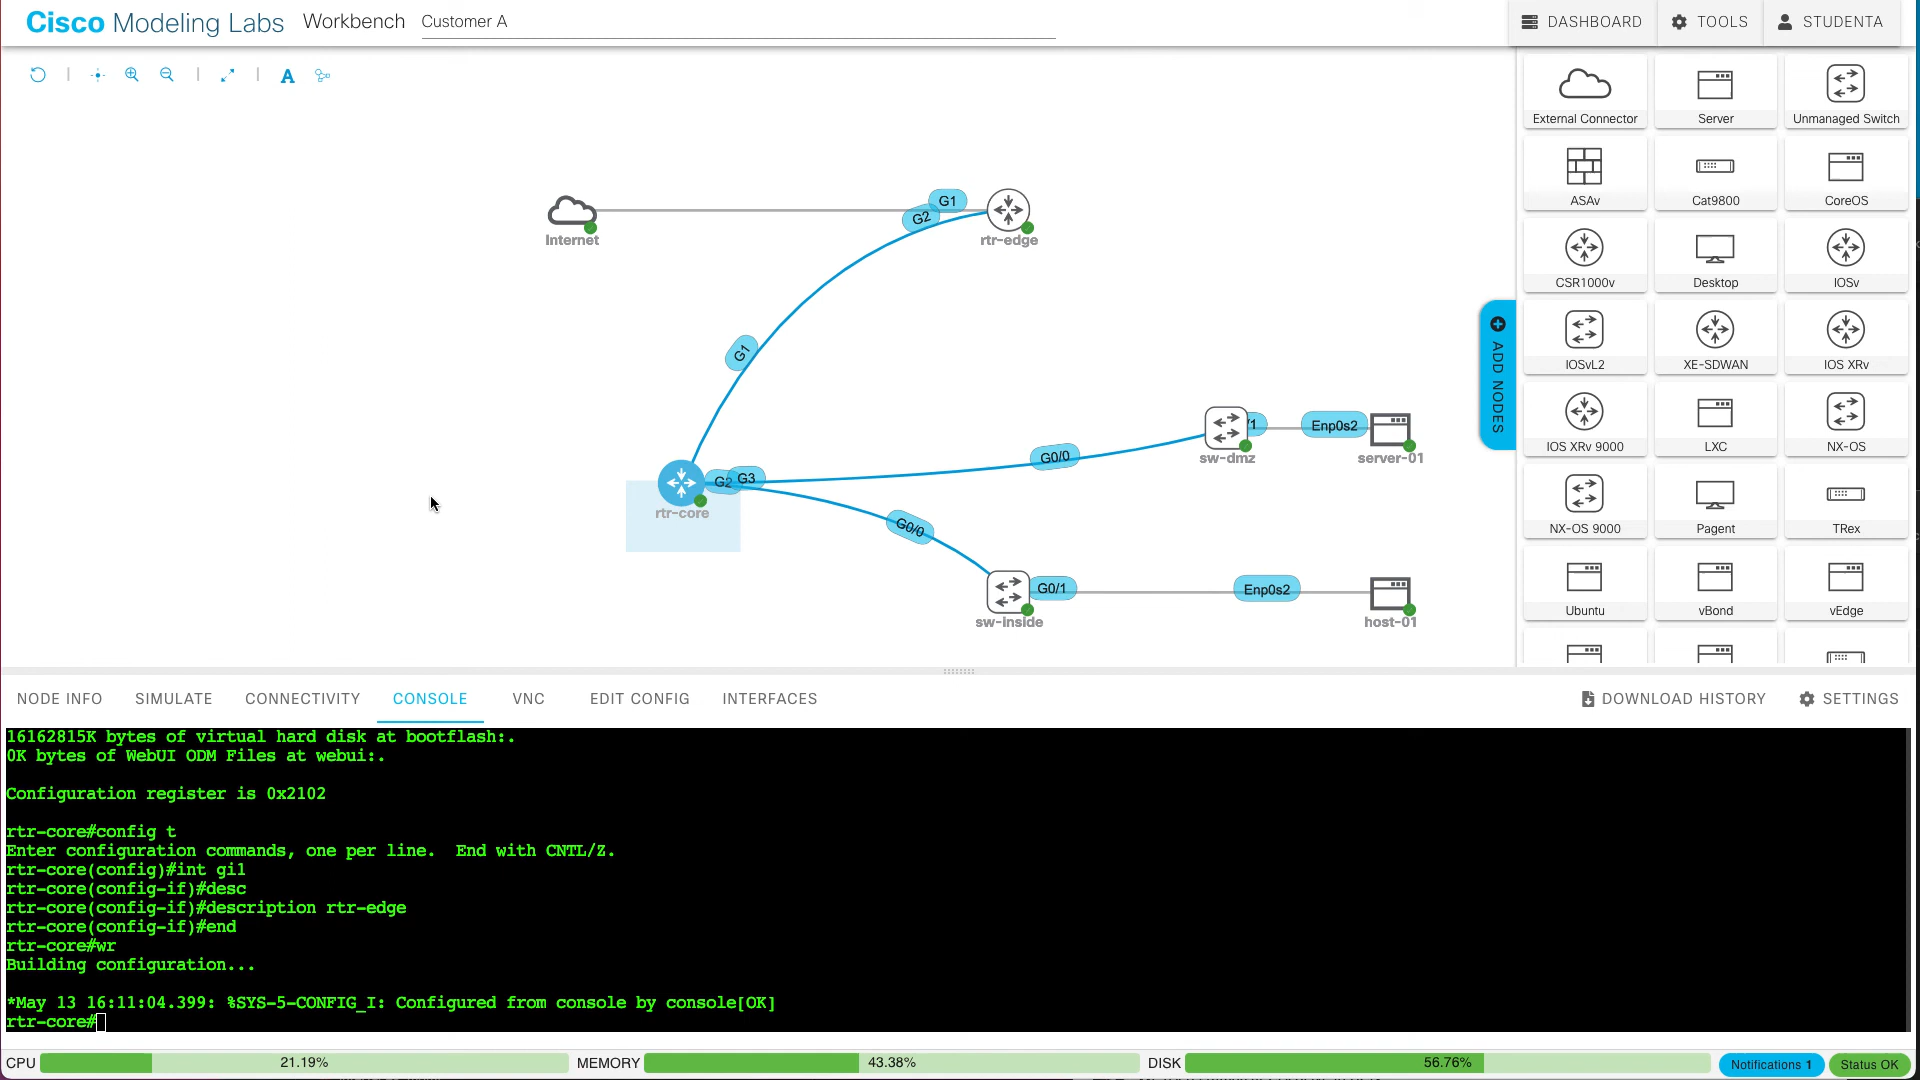 Cisco Modeling Labs Workbench Customer A
DASHBOARD TOOLS STUDENTA
A
External Connector Server Unmanaged Switch
ASAv Cat9800 CoreOS
CSR1000v Desktop IOSv
IOSvL2 XE-SDWAN IOS XRv
IOS XRv 9000 LXC NX-OS
NX-OS 9000 Pagent TRex
Ubuntu vBond vEdge
ADD NODES
Internet
G1
G2
rtr-edge
G1
G0/0
/1
Enp0s2
sw-dmz
server-01
G2
G3
rtr-core
G0/0
G0/1
Enp0s2
sw-inside
host-01
NODE INFO SIMULATE CONNECTIVITY CONSOLE VNC EDIT CONFIG INTERFACES DOWNLOAD HISTORY SETTINGS
16162815K bytes of virtual hard disk at bootflash:.
0K bytes of WebUI ODM Files at webui:.
Configuration register is 0x2102
rtr-core#config t
Enter configuration commands, one per line.  End with CNTL/Z.
rtr-core(config)#int gi1
rtr-core(config-if)#desc
rtr-core(config-if)#description rtr-edge
rtr-core(config-if)#end
rtr-core#wr
Building configuration...
*May 13 16:11:04.399: %SYS-5-CONFIG_I: Configured from console by console[OK]
rtr-core#
CPU 21.19% MEMORY 43.38% DISK 56.76% Notifications 1 Status OK